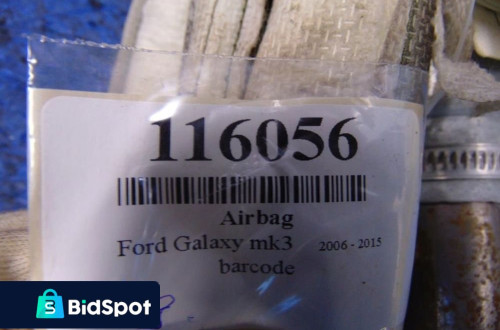 116056
Airbag
Ford Galaxy mk3 2006 - 2015
barcode
BidSpot